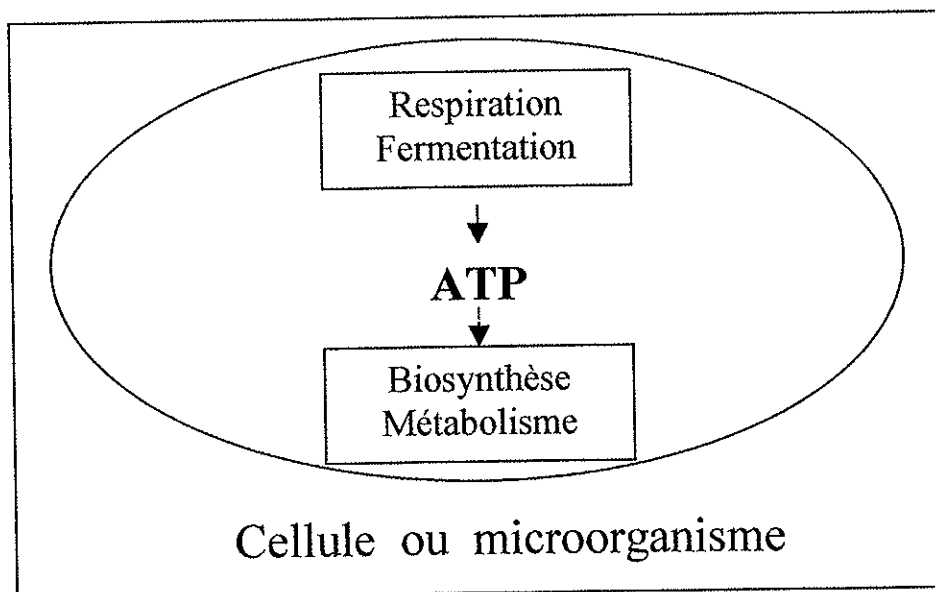 Respiration
Fermentation
ATP
Biosynthèse
Métabolisme
Cellule ou microorganisme